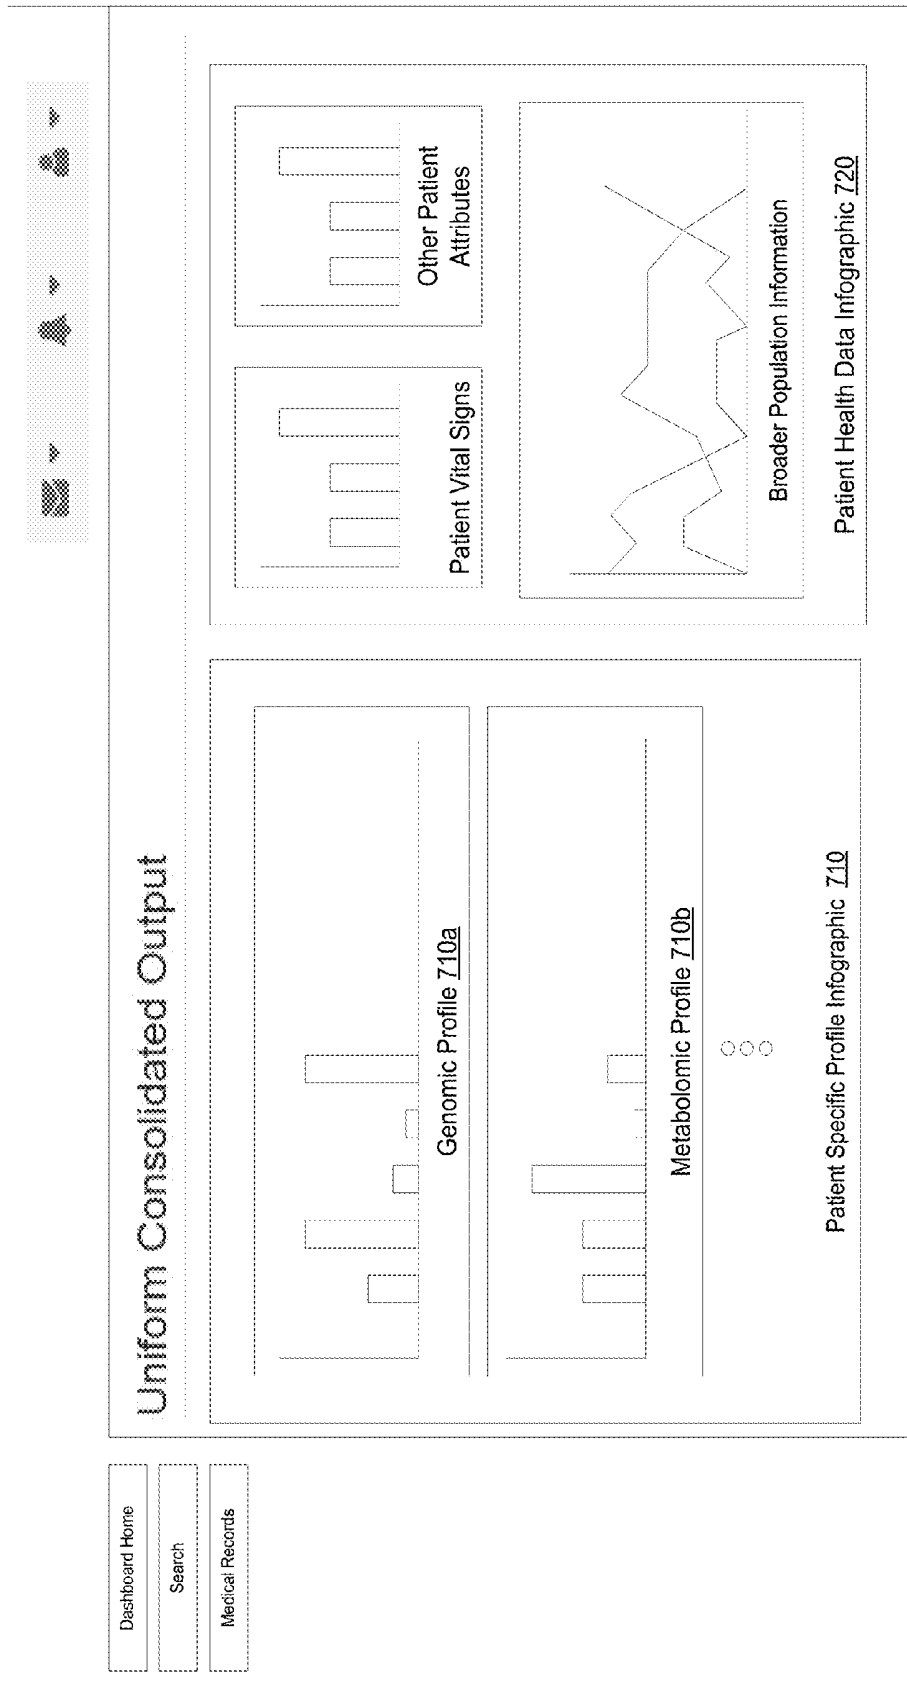 Dashboard Home
Search
Medical Records
Uniform Consolidated Output
Genomic Profile 710a
Metabolomic Profile 710b
Patient Specific Profile Infographic 710
Patient Vital Signs
Other Patient
Attributes
Broader Population Information
Patient Health Data Infographic 720